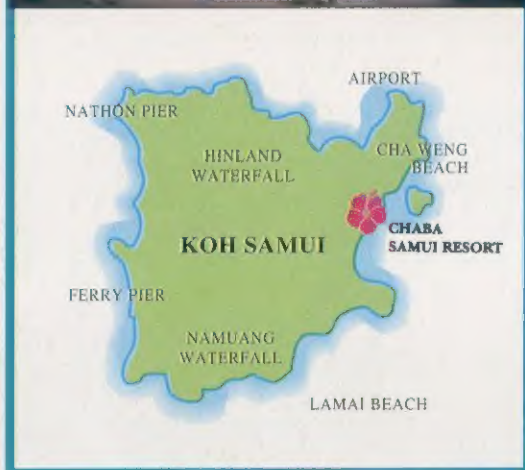 AIRPORT
NATHON PIER
HINLAND
WATERFALL
CHA WENG
BEACH
CHABA
SAMUI RESORT
KOH SAMUI
FERRY PIER
NAMUANG
WATERFALL
LAMAI BEACH